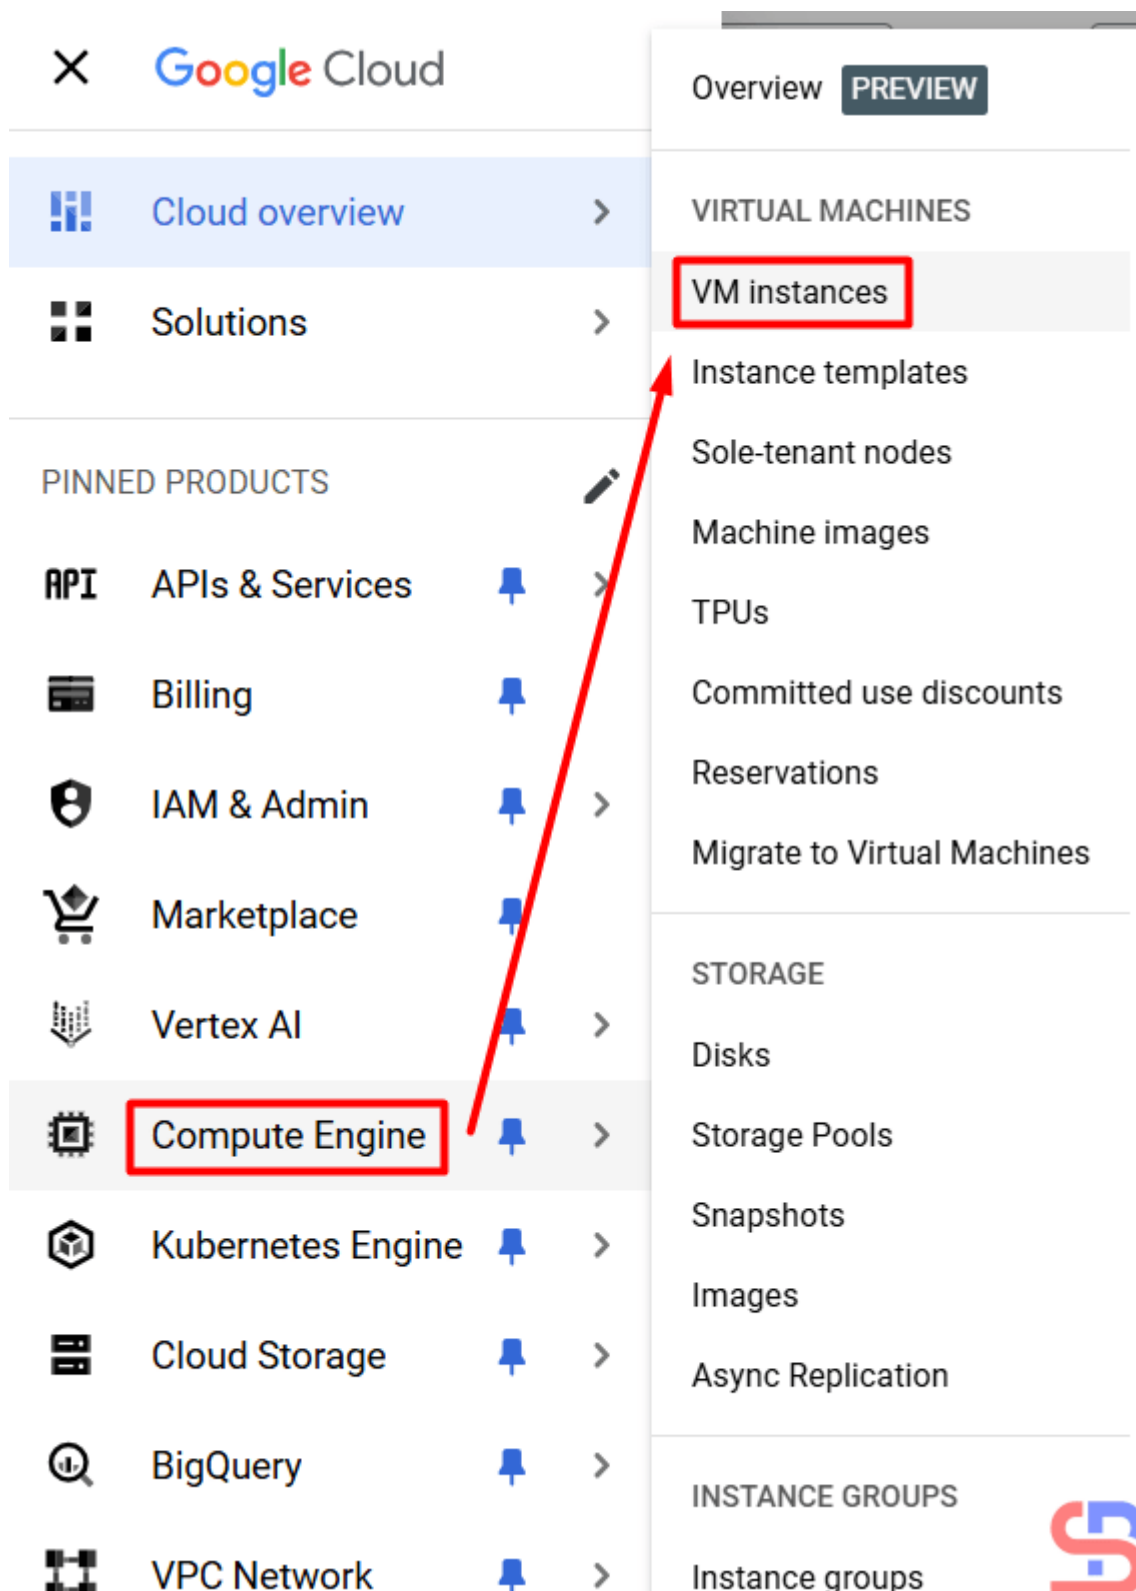 Google Cloud
Cloud overview
Solutions
PINNED PRODUCTS
API APIs & Services
Billing
IAM & Admin
Marketplace
Vertex AI
Compute Engine
Kubernetes Engine
Cloud Storage
BigQuery
VPC Network
Overview PREVIEW
VIRTUAL MACHINES
VM instances
Instance templates
Sole-tenant nodes
Machine images
TPUs
Committed use discounts
Reservations
Migrate to Virtual Machines
STORAGE
Disks
Storage Pools
Snapshots
Images
Async Replication
INSTANCE GROUPS
Instance groups